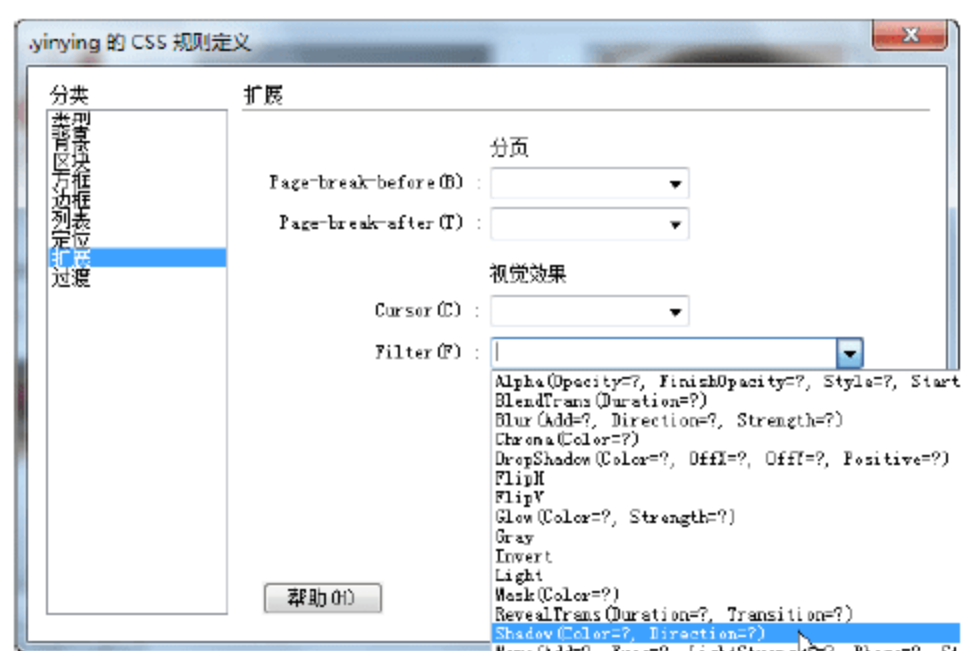 .yinying 的 CSS 规则定义
分类
类型
背景
区块
方框
边框
列表
定位
扩展
过渡
扩展
分页
Page-break-before(B) :
Page-break-after(T) :
视觉效果
Cursor(C) :
Filter(F) :
Alpha(Opacity=?, FinishOpacity=?, Style=?, Start
BlendTrans(Duration=?)
Blur(Add=?, Direction=?, Strength=?)
Chroma(Color=?)
DropShadow(Color=?, OffX=?, OffY=?, Positive=?)
FlipH
FlipV
Glow(Color=?, Strength=?)
Gray
Invert
Light
Mask(Color=?)
RevealTrans(Duration=?, Transition=?)
Shadow(Color=?, Direction=?)
帮助(H)